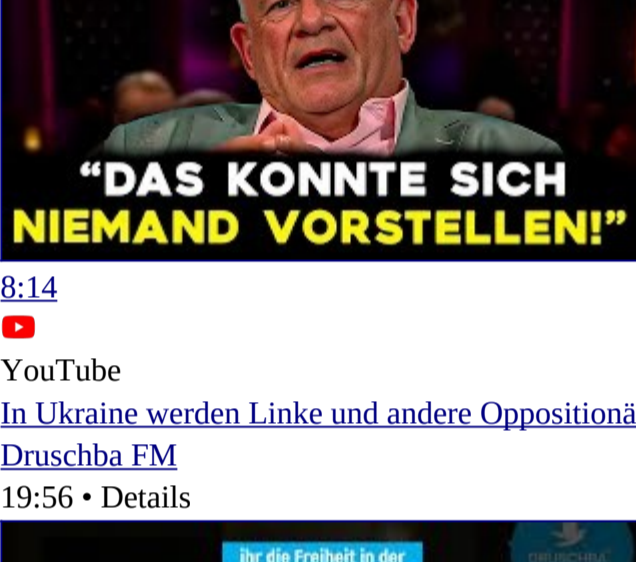 “DAS KONNTE SICH
NIEMAND VORSTELLEN!”
8:14
YouTube
In Ukraine werden Linke und andere Oppositionä
Druschba FM
19:56 • Details
ihr die Freiheit in der
DRUSCHBA